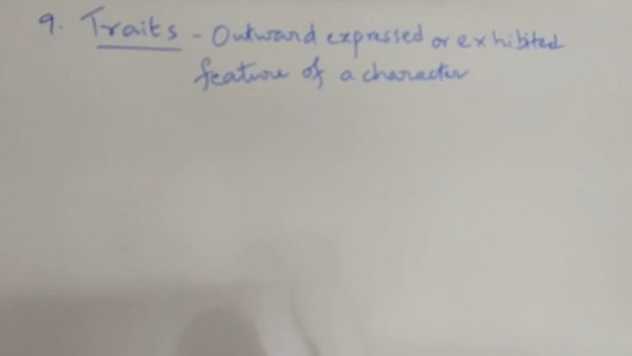 9. Traits - Outward expressed or exhibited
feature of a character